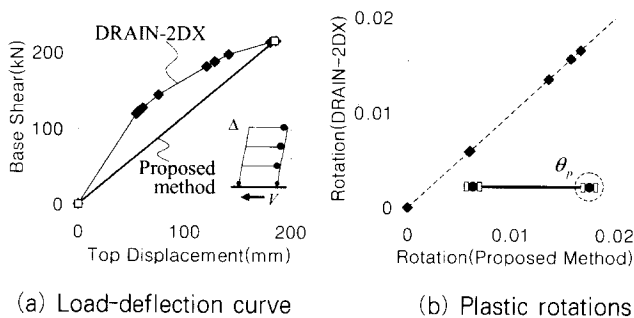 DRAIN-2DX
Base Shear(kN)
200
100
0
Δ
V
Proposed
method
0
100
200
Top Displacement(mm)
(a) Load-deflection curve
Rotation(DRAIN-2DX)
0.02
0.01
0
θp
0
0.01
0.02
Rotation(Proposed Method)
(b) Plastic rotations